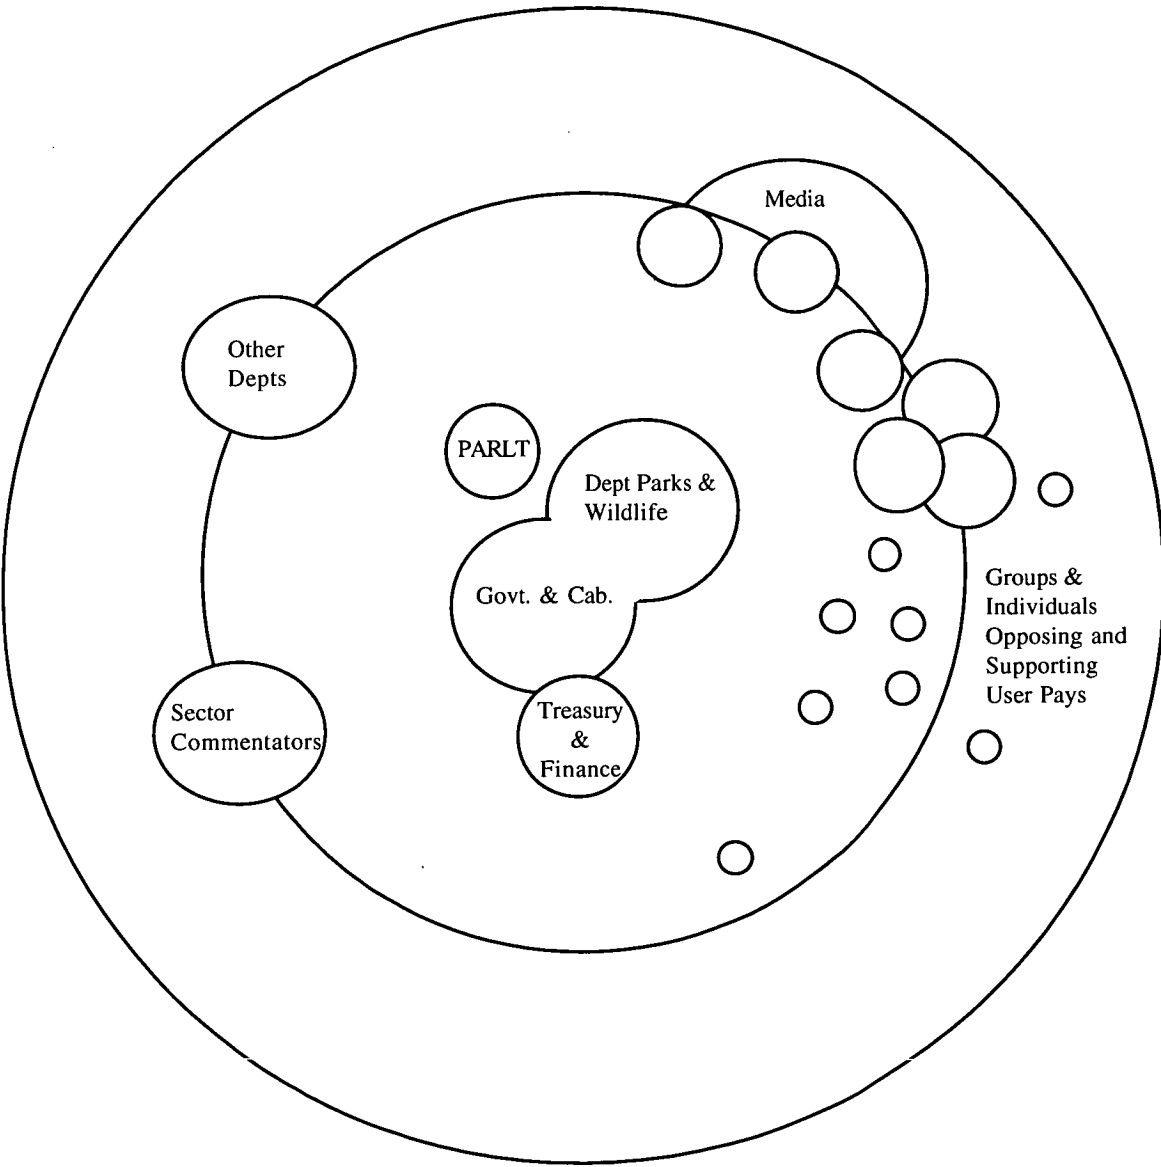 Media
Other
Depts
PARLT
Dept Parks &
Wildlife
Govt. & Cab.
Groups &
Individuals
Opposing and
Supporting
User Pays
Sector
Commentators
Treasury
&
Finance